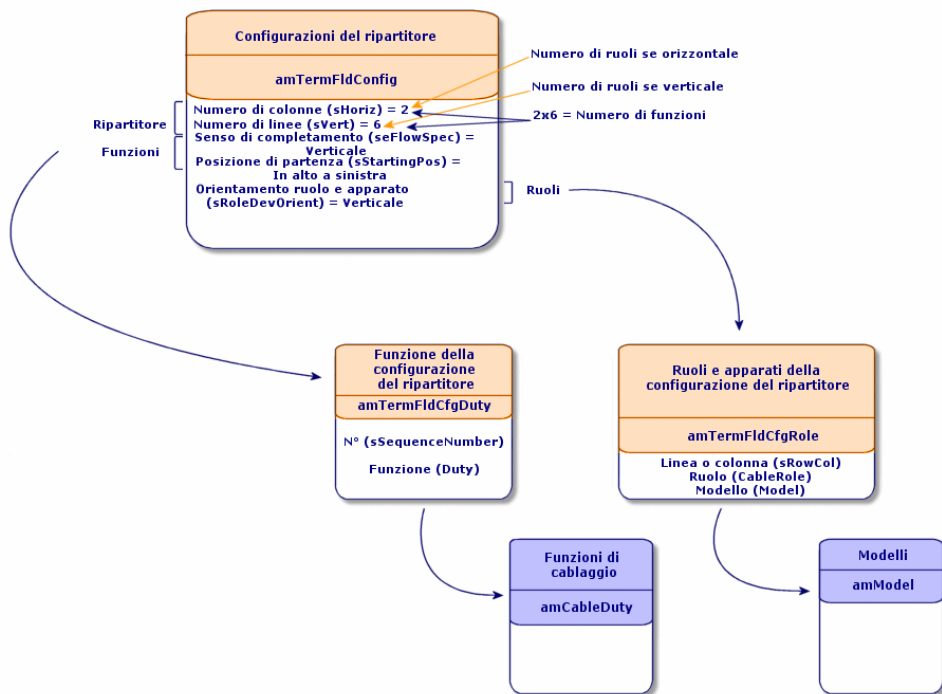 Configurazioni del ripartitore
amTermFldConfig
Numero di ruoli se orizzontale
Numero di ruoli se verticale
2x6 = Numero di funzioni
Ripartitore
Funzioni
Numero di colonne (sHoriz) = 2
Numero di linee (sVert) = 6
Senso di completamento (seFlowSpec) =
Verticale
Posizione di partenza (sStartingPos) =
In alto a sinistra
Orientamento ruolo e apparato
(sRoleDevOrient) = Verticale
Ruoli
Funzione della
configurazione
del ripartitore
amTermFldCfgDuty
N° (sSequenceNumber)
Funzione (Duty)
Ruoli e apparati della
configurazione del ripartitore
amTermFldCfgRole
Linea o colonna (sRowCol)
Ruolo (CableRole)
Modello (Model)
Funzioni di
cablaggio
amCableDuty
Modelli
amModel